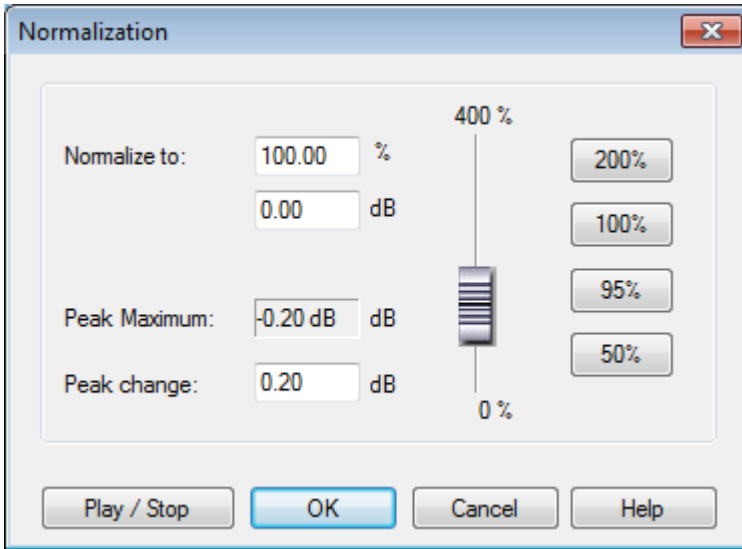 Normalization
400 %
Normalize to: 100.00 % 200%
0.00 dB 100%
95%
Peak Maximum: -0.20 dB dB
50%
Peak change: 0.20 dB
0 %
Play / Stop OK Cancel Help